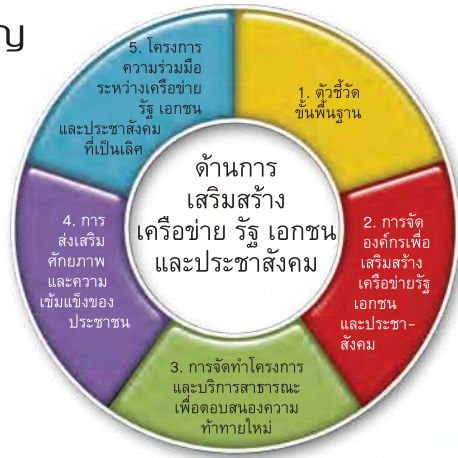 ญ
5. โครงการ
ความร่วมมือ
ระหว่างเครือข่าย
รัฐ เอกชน
และประชาสังคม
ที่เป็นเลิศ
1. ตัวชี้วัด
ขั้นพื้นฐาน
ด้านการ
เสริมสร้าง
เครือข่าย รัฐ เอกชน
และประชาสังคม
2. การจัด
องค์กรเพื่อ
เสริมสร้าง
เครือข่ายรัฐ
เอกชน
และประชา-
สังคม
4. การ
ส่งเสริม
ศักยภาพ
และความ
เข้มแข็งของ
ประชาชน
3. การจัดทำโครงการ
และบริการสาธารณะ
เพื่อตอบสนองความ
ท้าทายใหม่